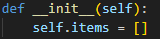 def __init__(self):
    self.items = []